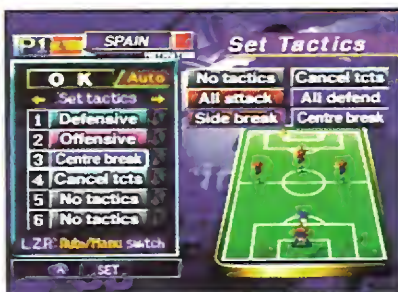 P1 SPAIN
Set Tactics
OK /Auto
← Set tactics →
1 Defensive
2 Offensive
3 Centre break
4 Cancel tcts
5 No tactics
6 No tactics
L,Z,R: Auto/Manu switch
A SET
No tactics Cancel tcts
All attack All defend
Side break Centre break